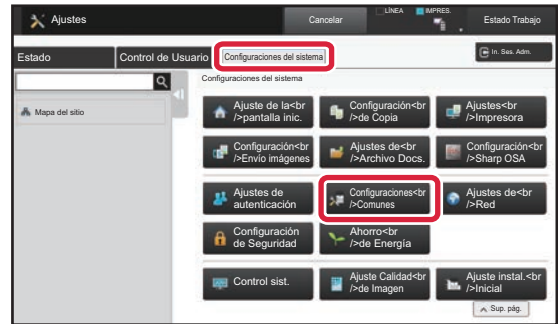 Ajustes
Cancelar
LÍNEA
IMPRES.
Estado Trabajo
Estado
Control de Usuario
Configuraciones del sistema
In. Ses. Adm.
Configuraciones del sistema
Mapa del sitio
Ajuste de la<br
/>pantalla inic.
Configuración<br
/>de Copia
Ajustes<br
/>Impresora
Configuración<br
/>Envío imágenes
Ajustes de<br
/>Archivo Docs.
Configuración<br
/>Sharp OSA
Ajustes de
autenticación
Configuraciones<br
/>Comunes
Ajustes de<br
/>Red
Configuración
de Seguridad
Ahorro<br
/>de Energía
Control sist.
Ajuste Calidad<br
/>de Imagen
Ajuste instal.<br
/>Inicial
Sup. pág.